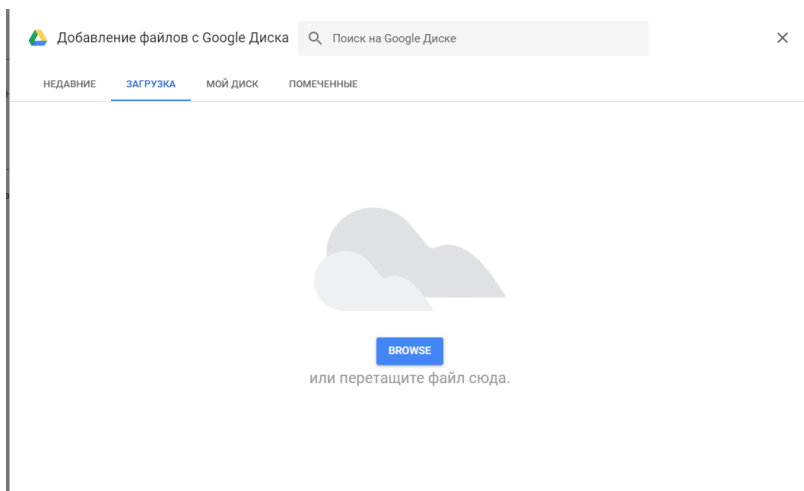 Добавление файлов с Google Диска
Поиск на Google Диске
НЕДАВНИЕ ЗАГРУЗКА МОЙ ДИСК ПОМЕЧЕННЫЕ
BROWSE
или перетащите файл сюда.